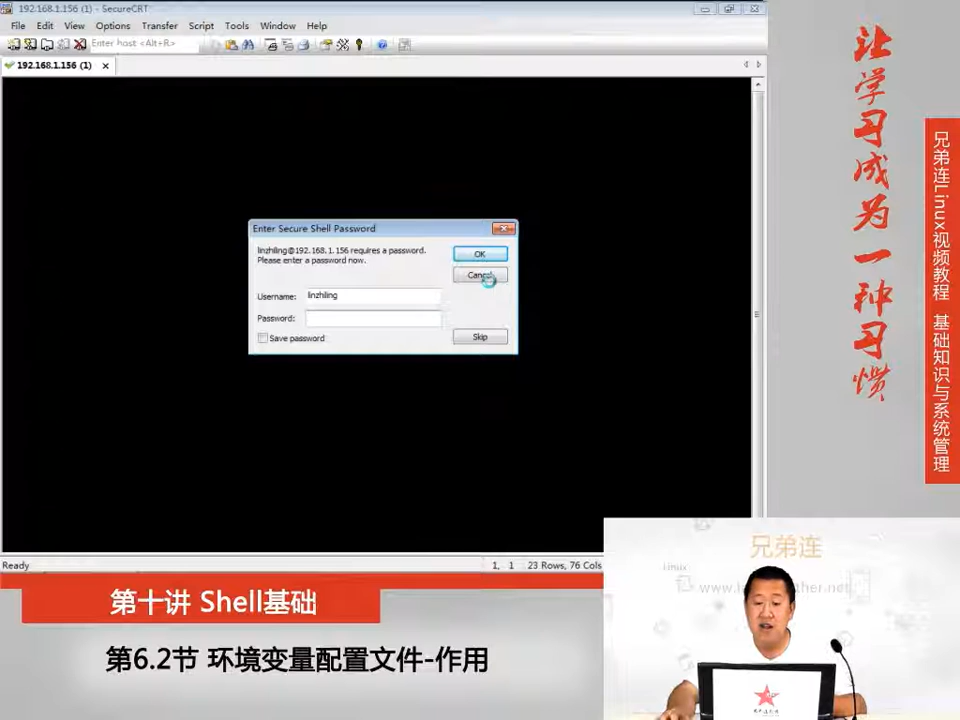 192.168.1.156 (1) - SecureCRT
File Edit View Options Transfer Script Tools Window Help
Enter host <Alt+R>
192.168.1.156 (1)
Enter Secure Shell Password
linzhiling@192.168.1.156 requires a password.
Please enter a password now.
OK
Cancel
Username: linzhiling
Password:
Save password
Skip
Ready
1, 1 23 Rows, 76 Cols
让学习成为一种习惯
兄弟连Linux视频教程 基础知识与系统管理
兄弟连
Linux
第十讲 Shell基础
第6.2节 环境变量配置文件-作用